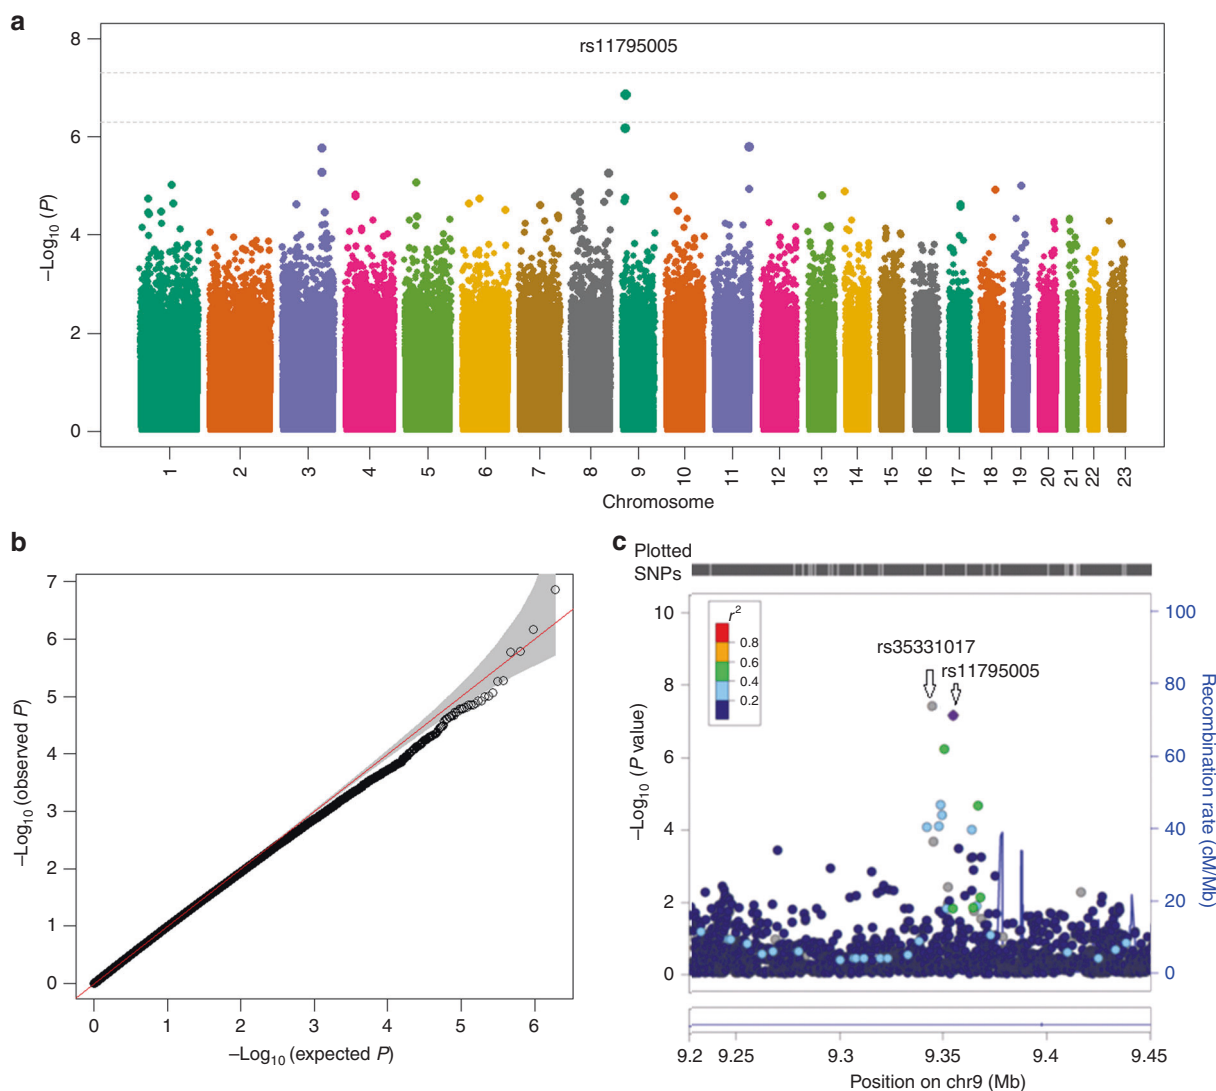 a
rs11795005
8
6
4
2
0
–Log10 (P)
1 2 3 4 5 6 7 8 9 10 11 12 13 14 15 16 17 18 19 20 21 22 23
Chromosome
b
7
6
5
4
3
2
1
0
–Log10 (observed P)
0 1 2 3 4 5 6
–Log10 (expected P)
c
Plotted
SNPs
r2
0.8
0.6
0.4
0.2
rs35331017
rs11795005
10
8
6
4
2
0
–Log10 (P value)
100
80
60
40
20
0
Recombination rate (cM/Mb)
9.2 9.25 9.3 9.35 9.4 9.45
Position on chr9 (Mb)